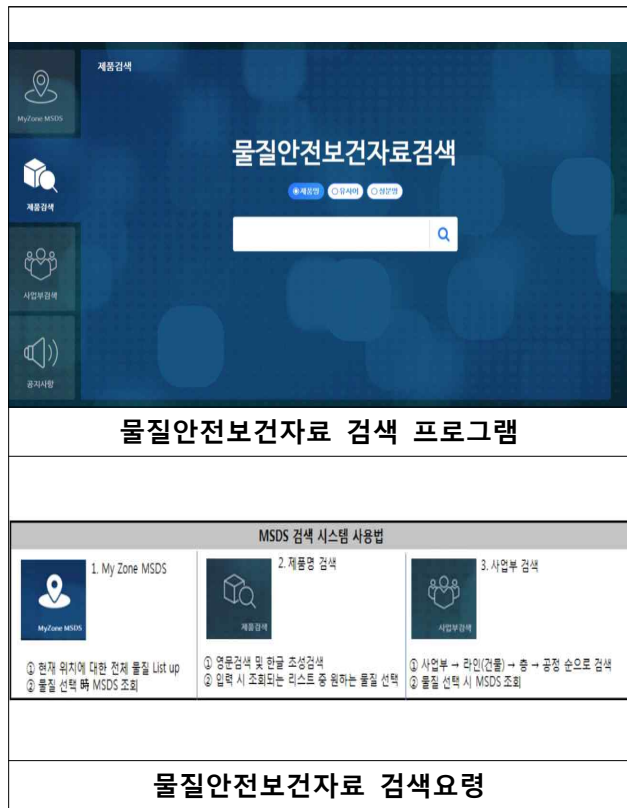 제품검색
MyZone MSDS
물질안전보건자료검색
제품명 유사어 성분명
제품검색
사업부검색
공지사항
물질안전보건자료 검색 프로그램
MSDS 검색 시스템 사용법
1. My Zone MSDS
MyZone MSDS
① 현재 위치에 대한 전체 물질 List up
② 물질 선택 時 MSDS 조회
2. 제품명 검색
제품검색
① 영문검색 및 한글 조성검색
② 입력 시 조회되는 리스트 중 원하는 물질 선택
3. 사업부 검색
사업부검색
① 사업부 → 라인(건물) → 층 → 공정 순으로 검색
② 물질 선택 시 MSDS 조회
물질안전보건자료 검색요령